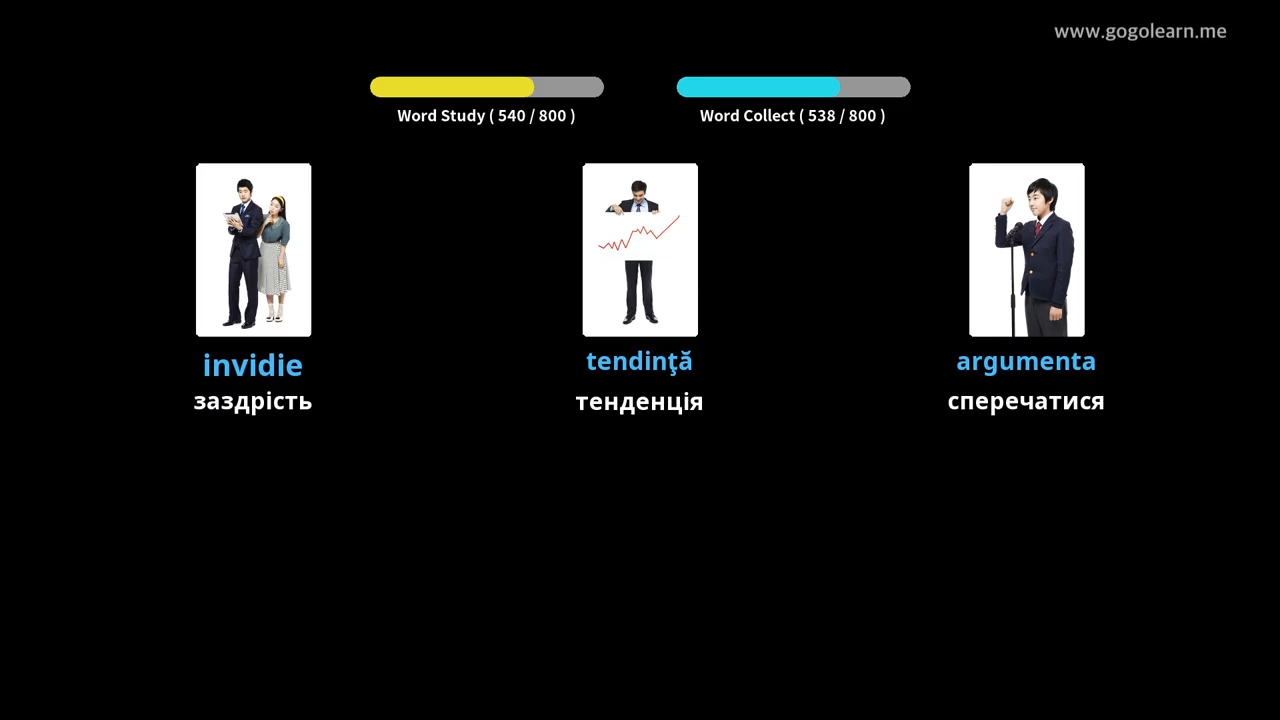 www.gogolearn.me
Word Study ( 540 / 800 )
Word Collect ( 538 / 800 )
invidie
tendinţă
argumenta
заздрість
тенденція
сперечатися